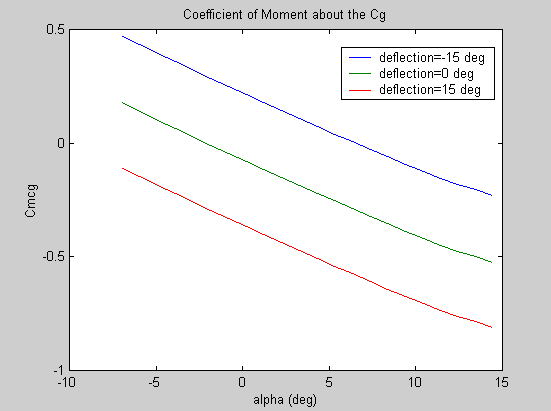 Coefficient of Moment about the Cg
0.5
deflection=-15 deg
deflection=0 deg
deflection=15 deg
0
Cmcg
-0.5
-1
-10 -5 0 5 10 15
alpha (deg)